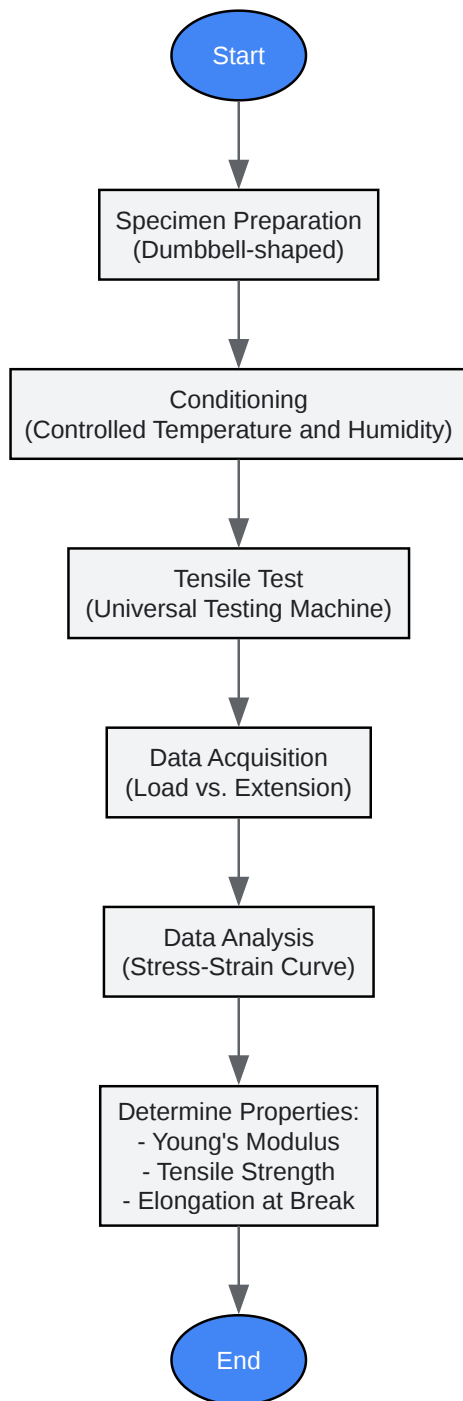 Start
Specimen Preparation
(Dumbbell-shaped)
Conditioning
(Controlled Temperature and Humidity)
Tensile Test
(Universal Testing Machine)
Data Acquisition
(Load vs. Extension)
Data Analysis
(Stress-Strain Curve)
Determine Properties:
- Young's Modulus
- Tensile Strength
- Elongation at Break
End